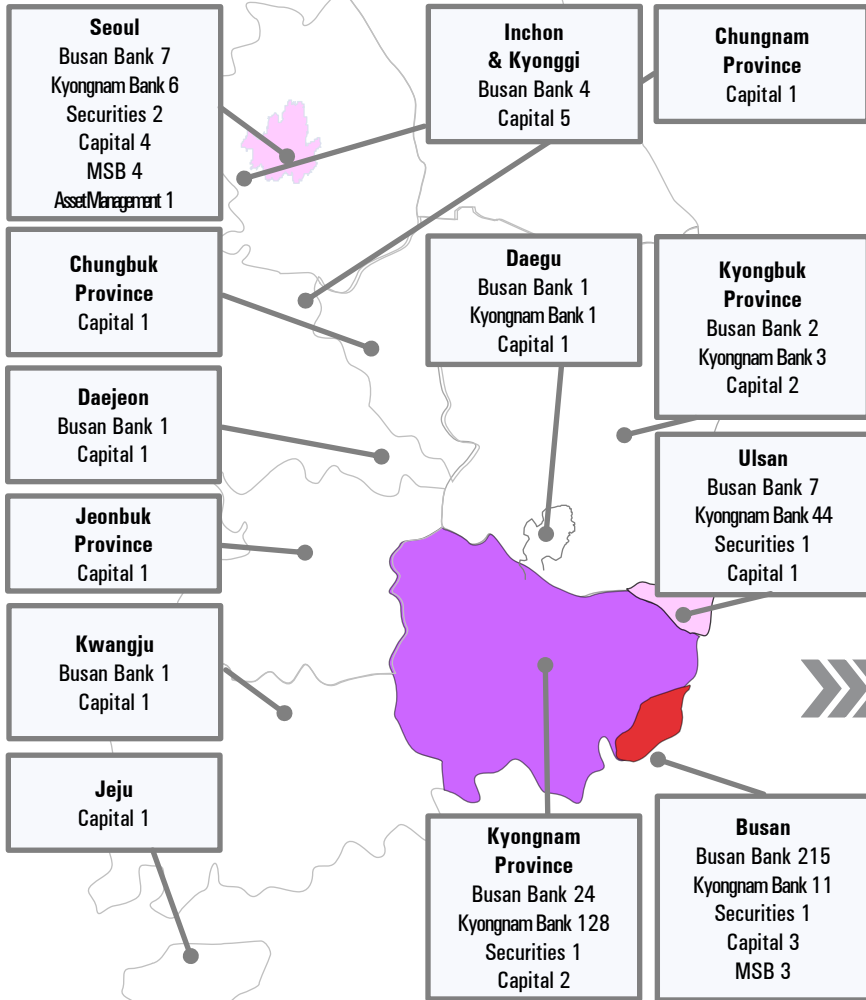 Seoul
Busan Bank 7
Kyongnam Bank 6
Securities 2
Capital 4
MSB 4
Asset Management 1
Inchon
& Kyonggi
Busan Bank 4
Capital 5
Chungnam
Province
Capital 1
Chungbuk
Province
Capital 1
Daegu
Busan Bank 1
Kyongnam Bank 1
Capital 1
Kyongbuk
Province
Busan Bank 2
Kyongnam Bank 3
Capital 2
Daejeon
Busan Bank 1
Capital 1
Ulsan
Busan Bank 7
Kyongnam Bank 44
Securities 1
Capital 1
Jeonbuk
Province
Capital 1
Kwangju
Busan Bank 1
Capital 1
Jeju
Capital 1
Kyongnam
Province
Busan Bank 24
Kyongnam Bank 128
Securities 1
Capital 2
Busan
Busan Bank 215
Kyongnam Bank 11
Securities 1
Capital 3
MSB 3